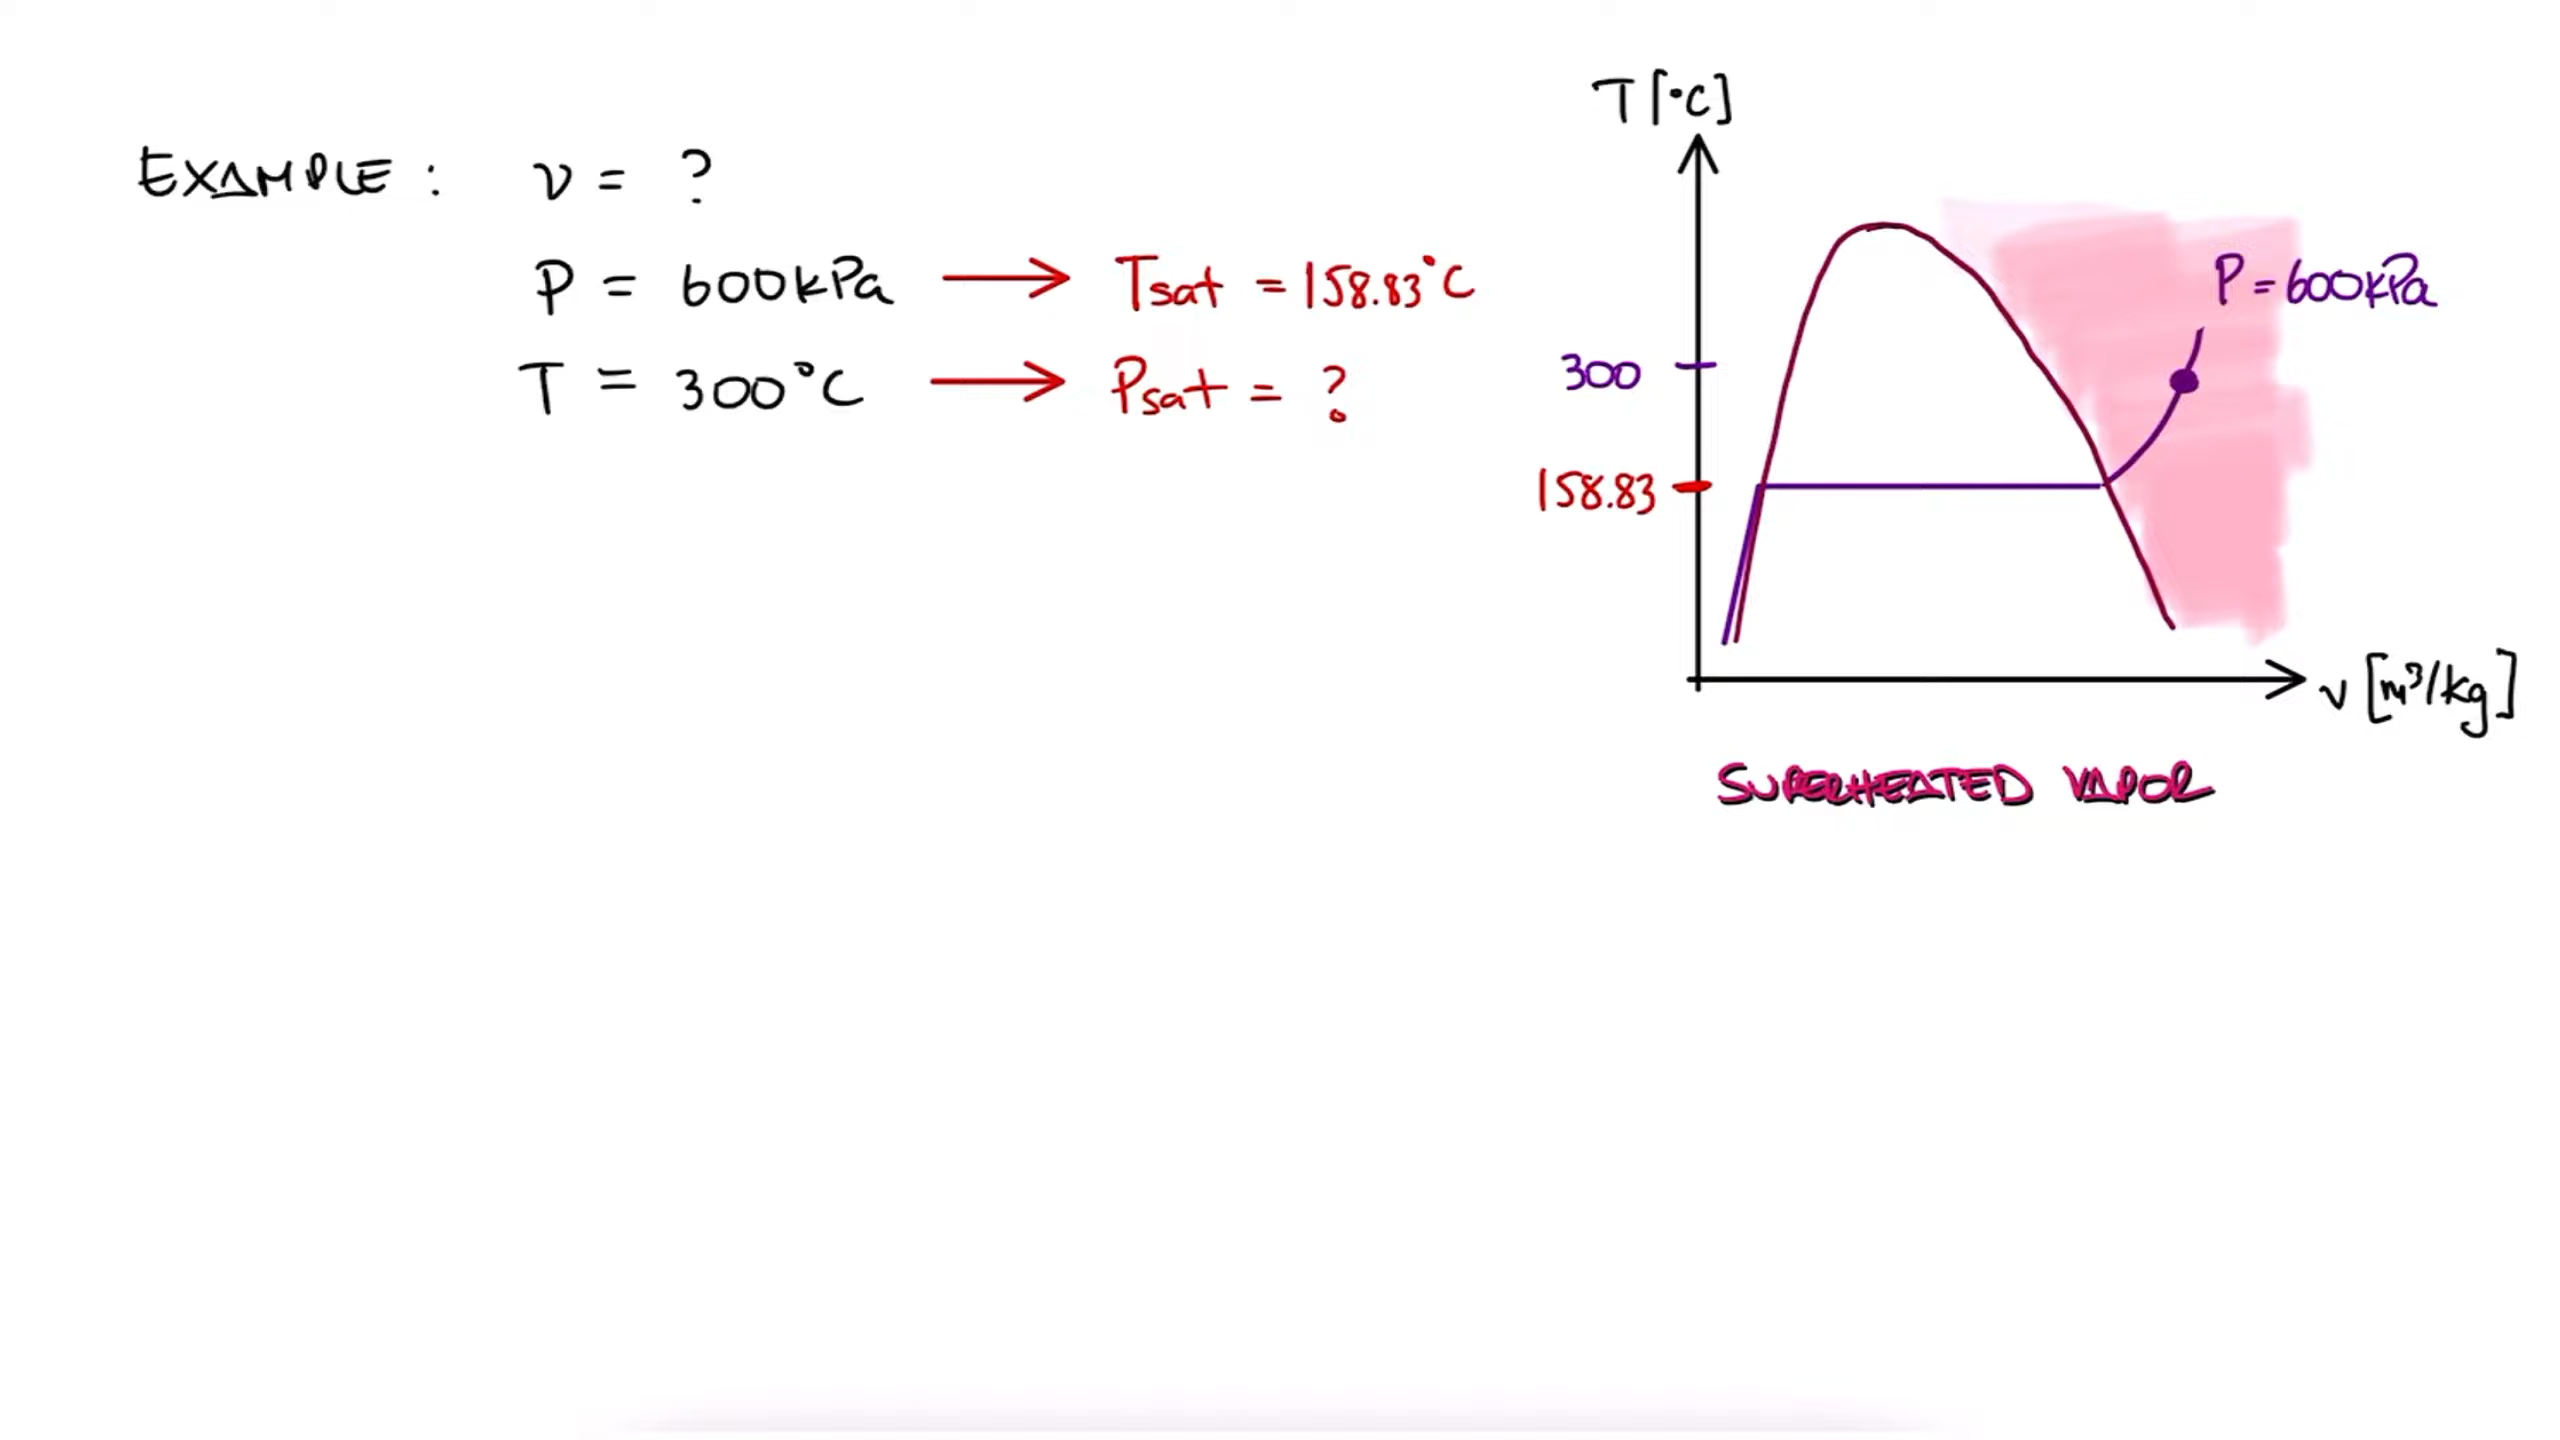 EXAMPLE : ν = ?
P = 600kPa → Tsat = 158.83°C
T = 300°C → Psat = ?
T [°C]
P = 600kPa
300
158.83
ν [m³/kg]
SUPERHEATED VAPOR